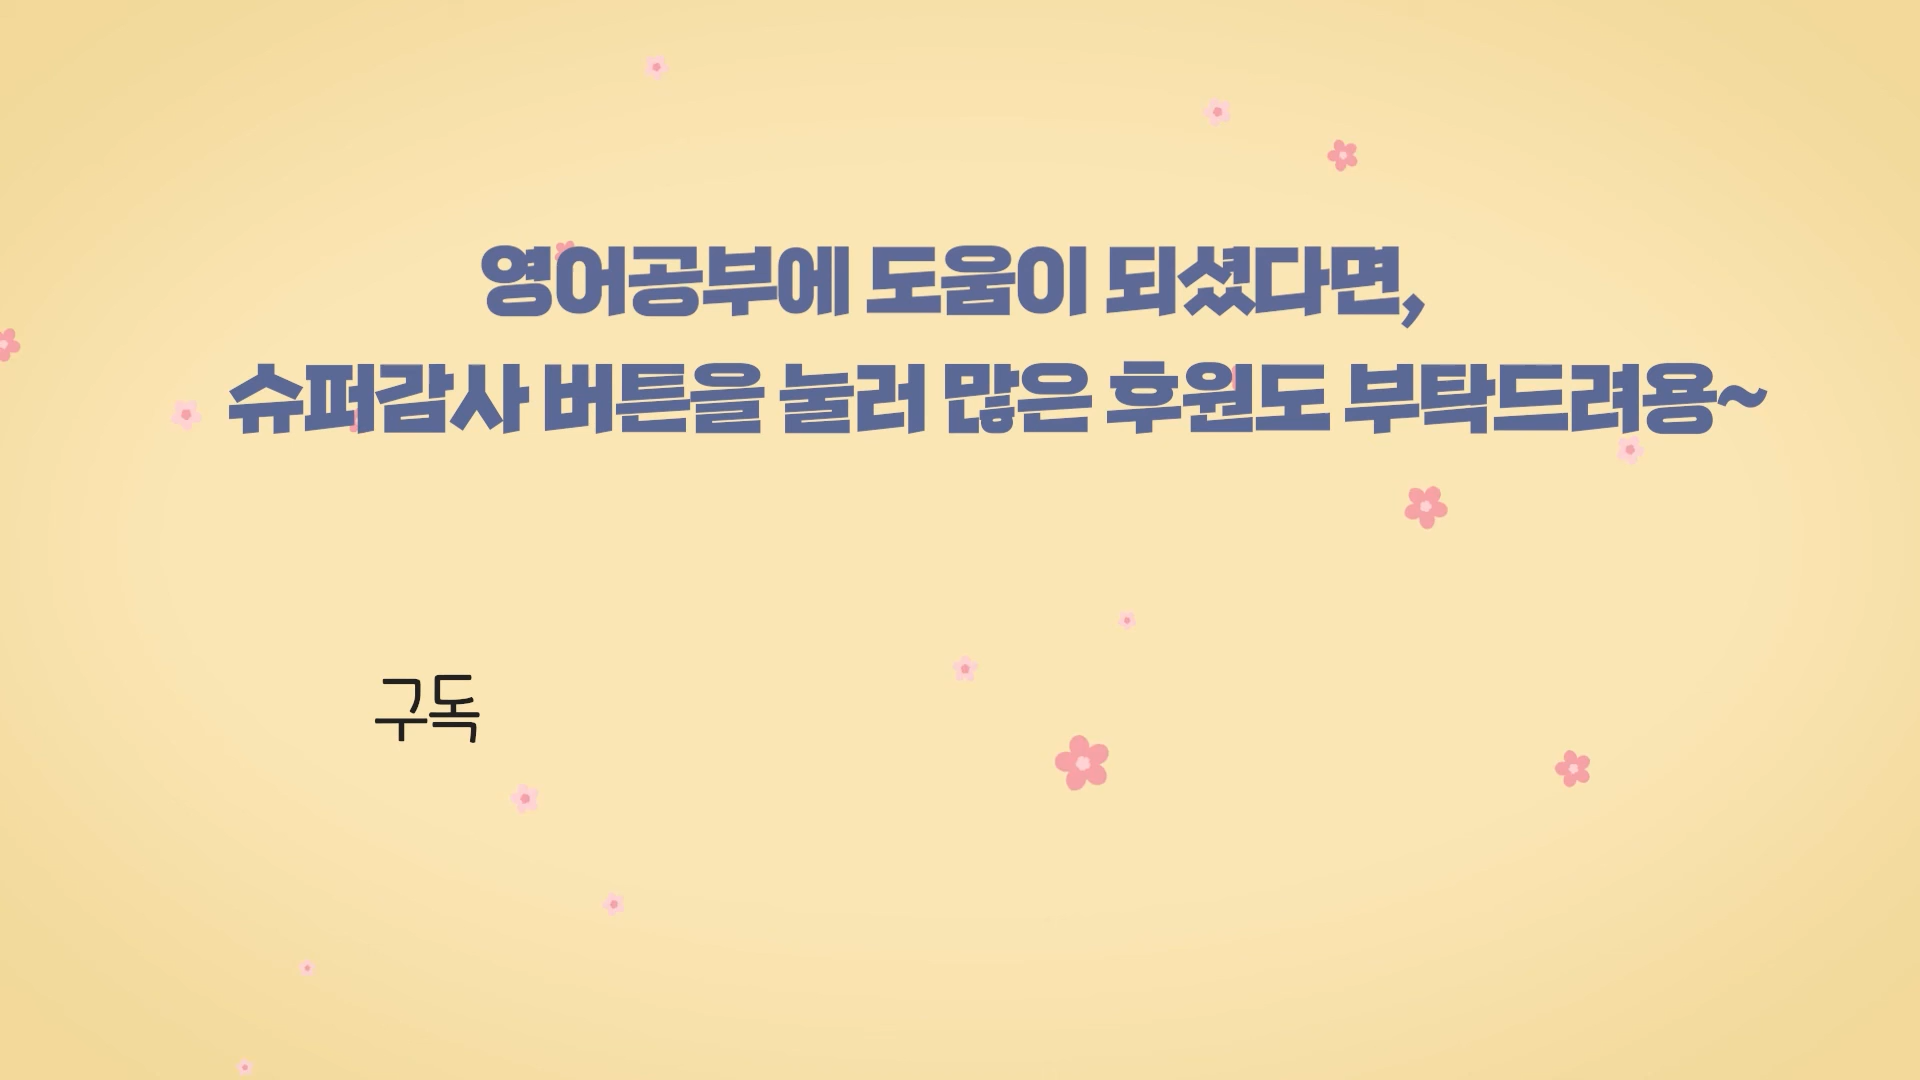 영어공부에 도움이 되셨다면,
슈퍼감사 버튼을 눌러 많은 후원도 부탁드려용~
구독